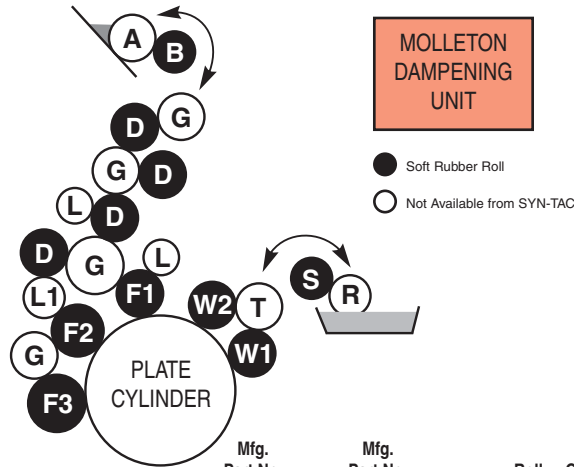 A
B
MOLLETON
DAMPENING
UNIT
D
G
G
D
Soft Rubber Roll
L
D
Not Available from SYN-TAC
D
G
L
L1
F1
S
R
W2
T
F2
W1
G
PLATE
CYLINDER
F3
Mfg.
Mfg.